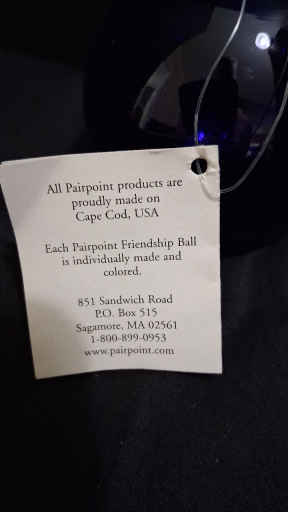 All Pairpoint products are
proudly made on
Cape Cod, USA
Each Pairpoint Friendship Ball
is individually made and
colored.
851 Sandwich Road
P.O. Box 515
Sagamore, MA 02561
1-800-899-0953
www.pairpoint.com